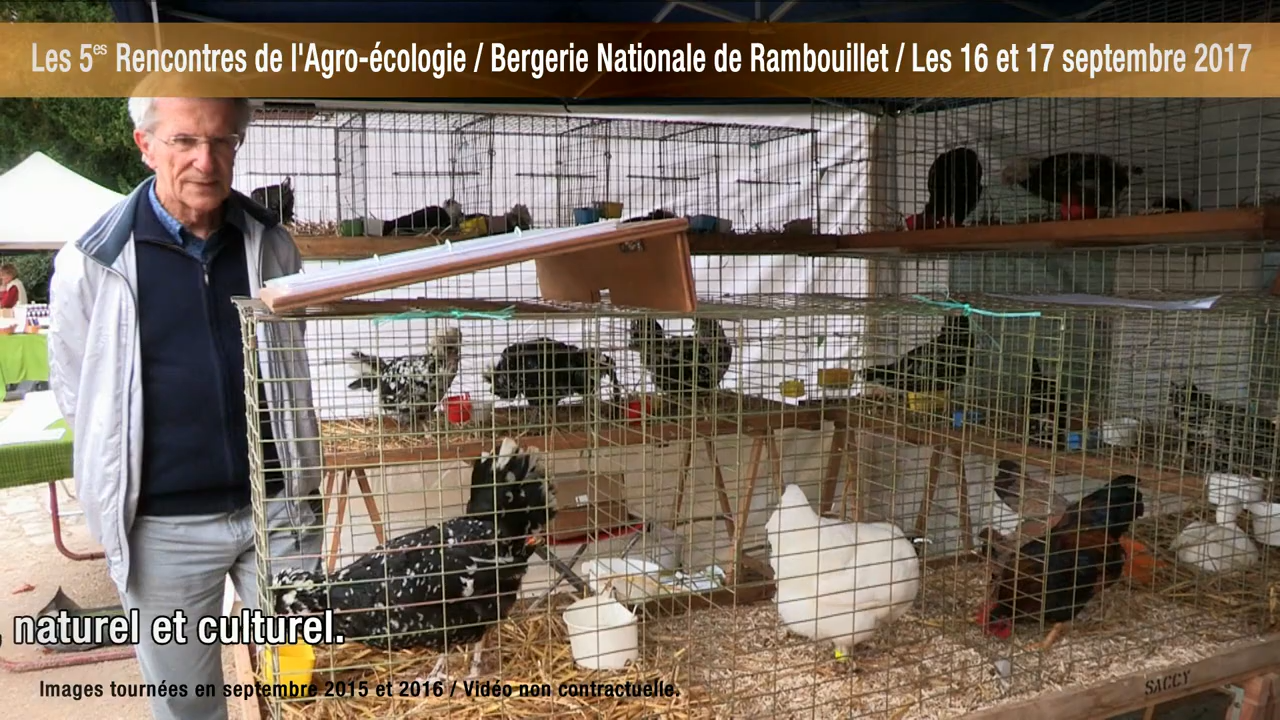 Les 5es Rencontres de l'Agro-écologie / Bergerie Nationale de Rambouillet / Les 16 et 17 septembre 2017
, naturel et culturel.
Images tournées en septembre 2015 et 2016 / Vidéo non contractuelle.
SACCY